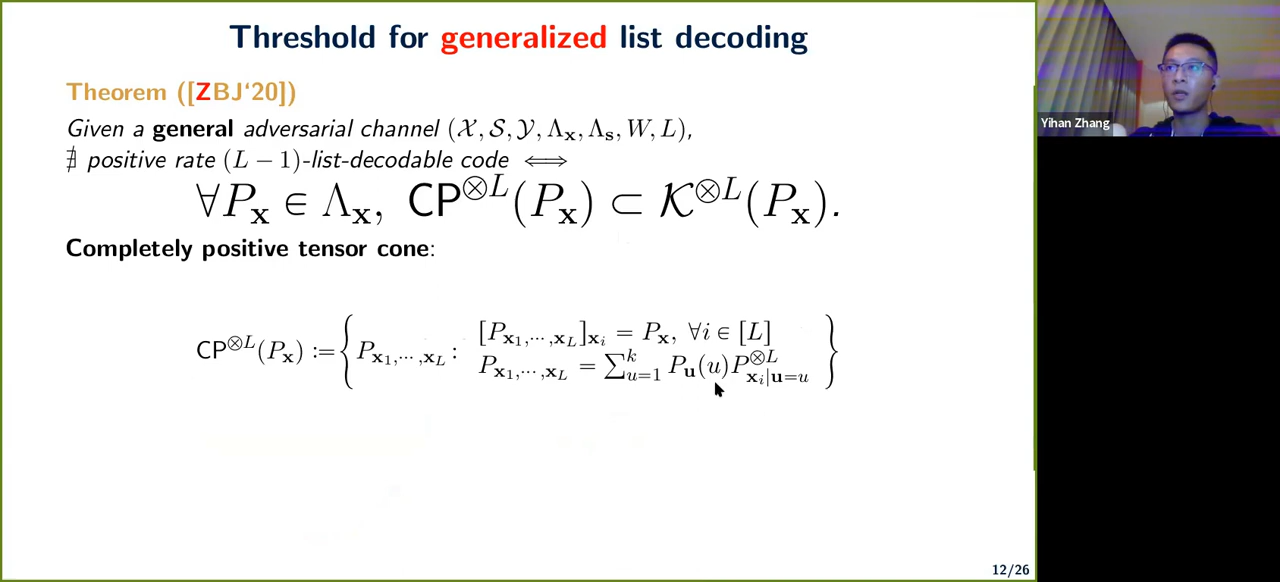 Threshold for generalized list decoding
Theorem ([ZBJ‘20])
Given a general adversarial channel (𝒳, 𝒮, 𝒴, Λ_𝐱, Λ_𝐬, W, L),
∄ positive rate (L − 1)-list-decodable code ⟺
∀P_𝐱 ∈ Λ_𝐱, CP^{⊗L}(P_𝐱) ⊂ 𝒦^{⊗L}(P_𝐱).
Completely positive tensor cone:
CP^{⊗L}(P_𝐱) := { P_{𝐱_1,⋯,𝐱_L} : [P_{𝐱_1,⋯,𝐱_L}]_{𝐱_i} = P_𝐱, ∀i ∈ [L]
P_{𝐱_1,⋯,𝐱_L} = ∑_{u=1}^{k} P_𝐮(u)P_{𝐱_i|𝐮=u}^{⊗L} }
12/26
Yihan Zhang